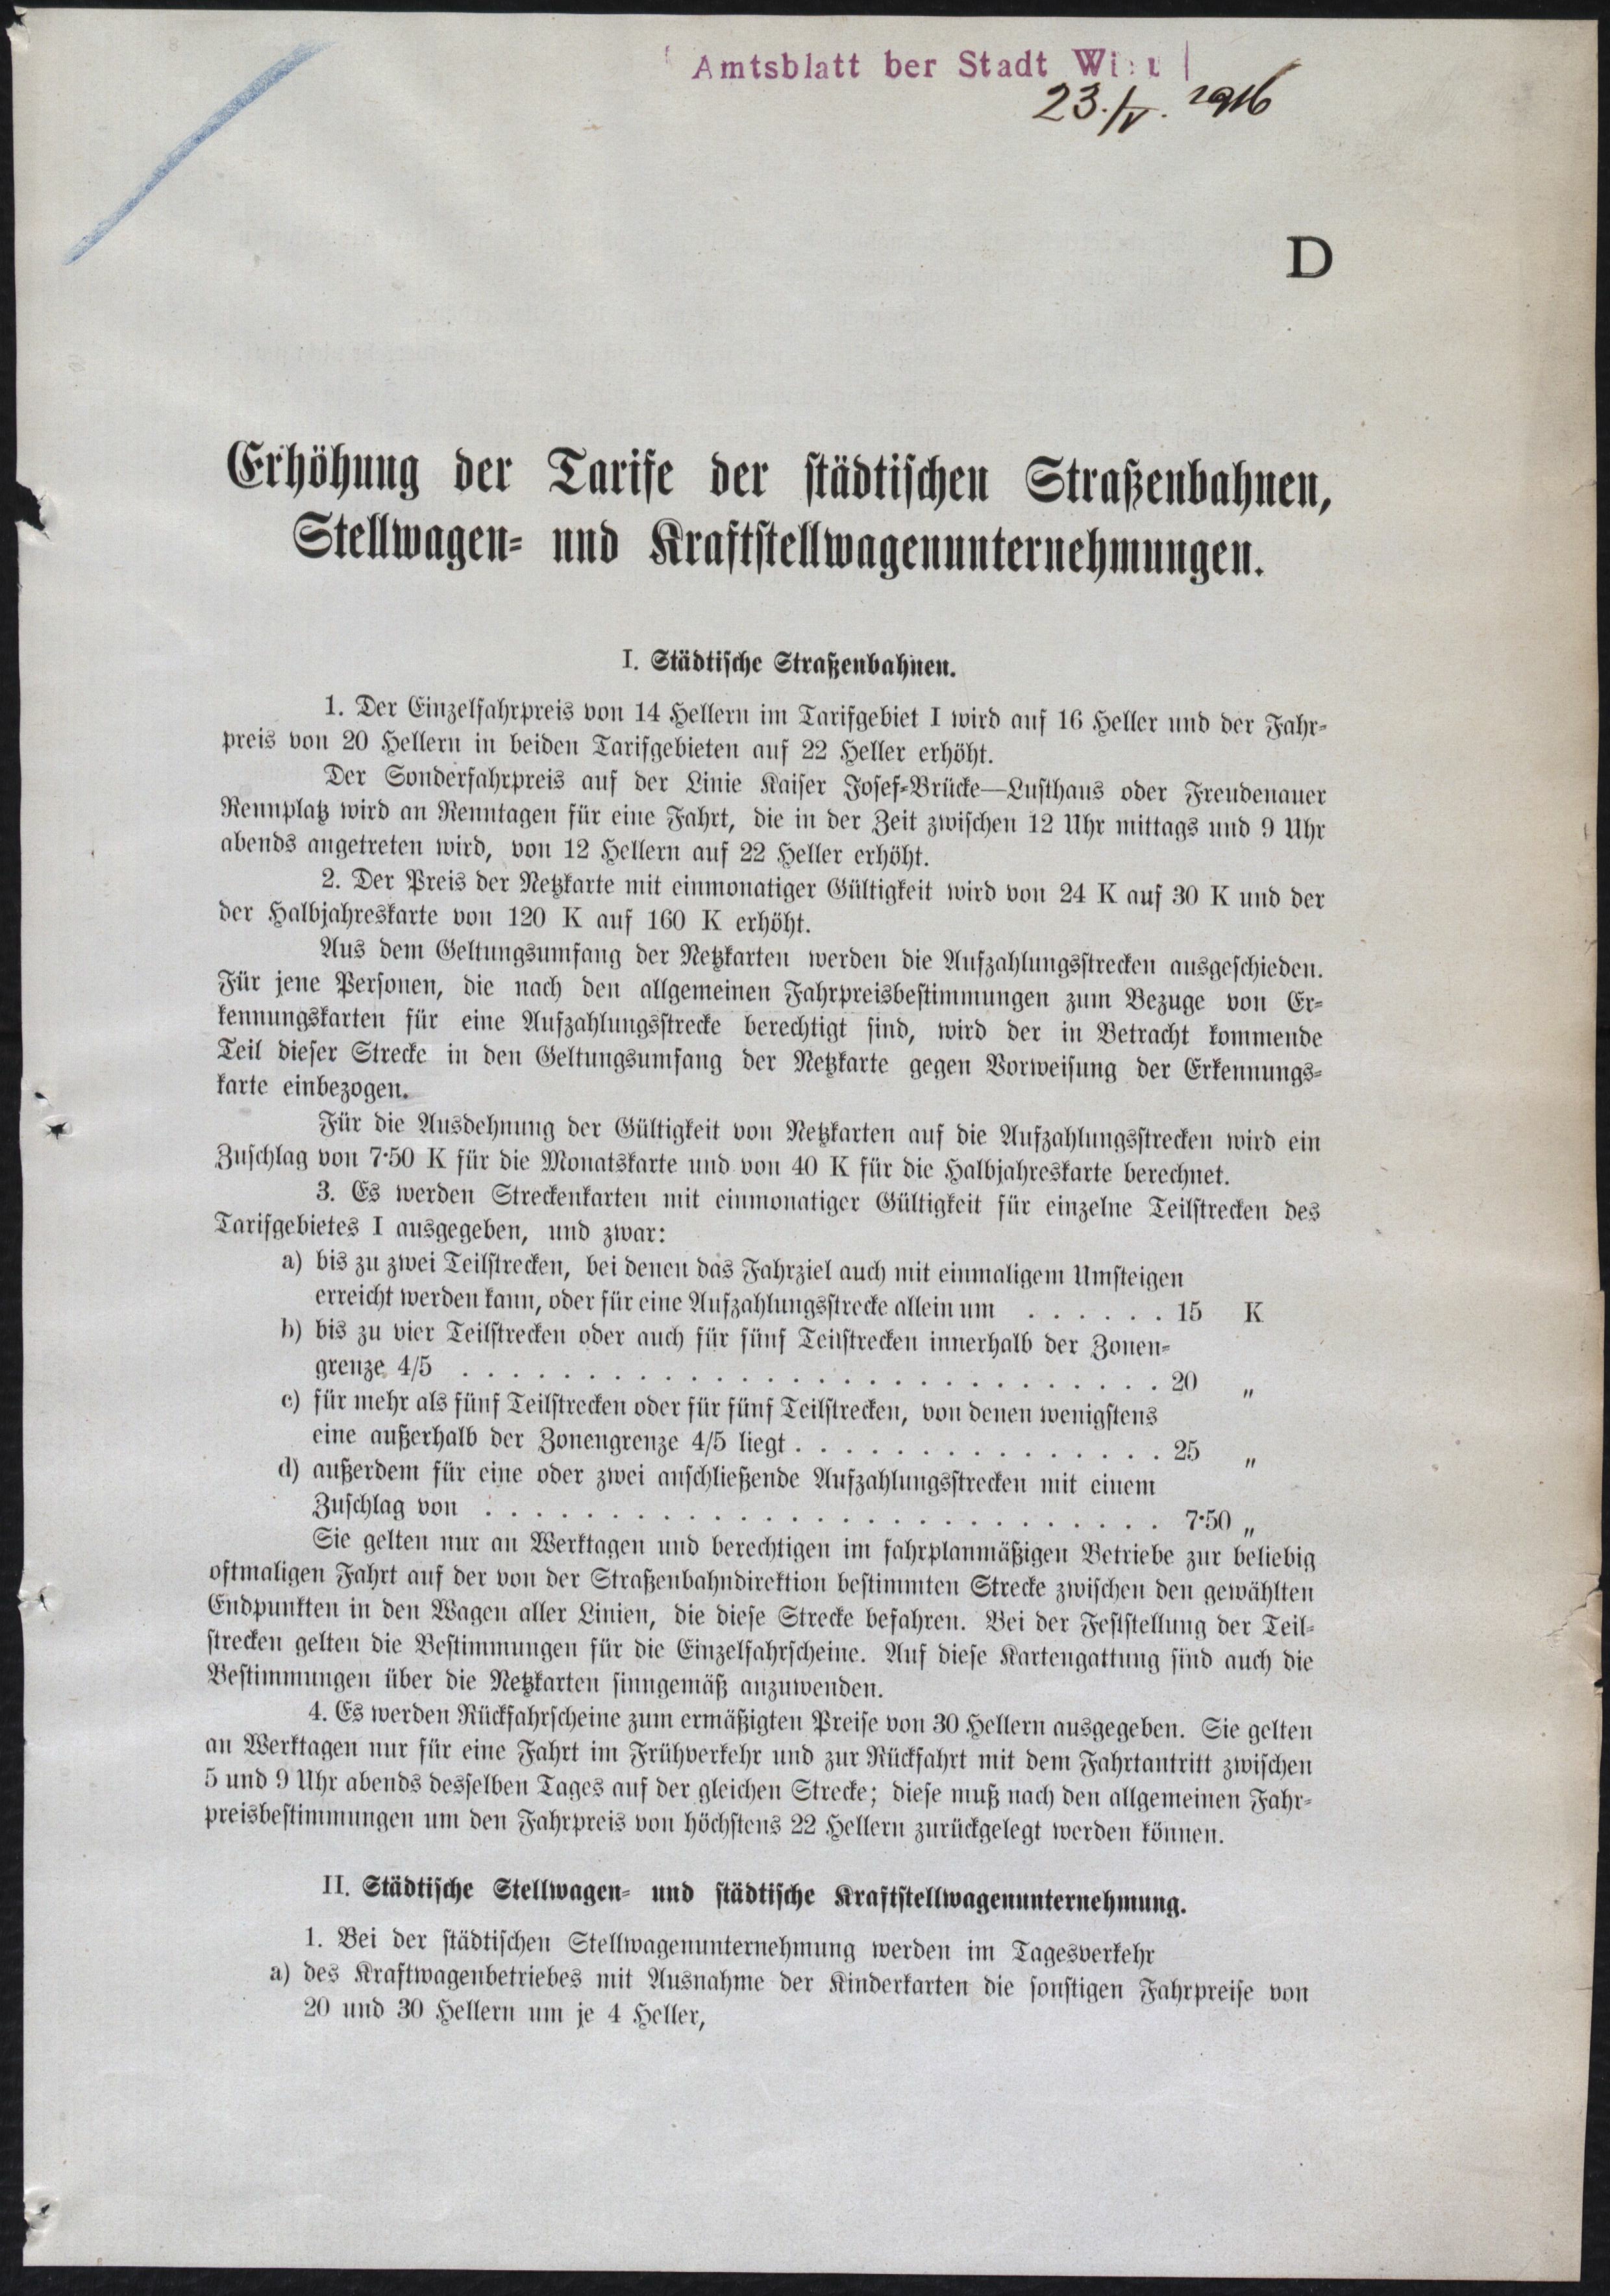 Amtsblatt der Stadt Wien
23./V. 1916
D
Erhöhung der Tarife der städtischen Straßenbahnen,
Stellwagen- und Kraftstellwagenunternehmungen.
I. Städtische Straßenbahnen.
1. Der Einzelfahrpreis von 14 Hellern im Tarifgebiet I wird auf 16 Heller und der Fahr-
preis von 20 Hellern in beiden Tarifgebieten auf 22 Heller erhöht.
Der Sonderfahrpreis auf der Linie Kaiser Josef-Brücke—Lusthaus oder Freudenauer
Rennplatz wird an Renntagen für eine Fahrt, die in der Zeit zwischen 12 Uhr mittags und 9 Uhr
abends angetreten wird, von 12 Hellern auf 22 Heller erhöht.
2. Der Preis der Netzkarte mit einmonatiger Gültigkeit wird von 24 K auf 30 K und der
der Halbjahreskarte von 120 K auf 160 K erhöht.
Aus dem Geltungsumfang der Netzkarten werden die Aufzahlungsstrecken ausgeschieden.
Für jene Personen, die nach den allgemeinen Fahrpreisbestimmungen zum Bezuge von Er-
kennungskarten für eine Aufzahlungsstrecke berechtigt sind, wird der in Betracht kommende
Teil dieser Strecke in den Geltungsumfang der Netzkarte gegen Vorweisung der Erkennungs-
karte einbezogen.
Für die Ausdehnung der Gültigkeit von Netzkarten auf die Aufzahlungsstrecken wird ein
Zuschlag von 7·50 K für die Monatskarte und von 40 K für die Halbjahreskarte berechnet.
3. Es werden Streckenkarten mit einmonatiger Gültigkeit für einzelne Teilstrecken des
Tarifgebietes I ausgegeben, und zwar:
a) bis zu zwei Teilstrecken, bei denen das Fahrziel auch mit einmaligem Umsteigen
erreicht werden kann, oder für eine Aufzahlungsstrecke allein um . . . . . . 15 K
b) bis zu vier Teilstrecken oder auch für fünf Teilstrecken innerhalb der Zonen-
grenze 4/5 . . . . . . . . . . . . . . . . . . . . . . . . . . . . . . 20 „
c) für mehr als fünf Teilstrecken oder für fünf Teilstrecken, von denen wenigstens
eine außerhalb der Zonengrenze 4/5 liegt . . . . . . . . . . . . . . . 25 „
d) außerdem für eine oder zwei anschließende Aufzahlungsstrecken mit einem
Zuschlag von . . . . . . . . . . . . . . . . . . . . . . . . . . . . . 7·50 „
Sie gelten nur an Werktagen und berechtigen im fahrplanmäßigen Betriebe zur beliebig
oftmaligen Fahrt auf der von der Straßenbahndirektion bestimmten Strecke zwischen den gewählten
Endpunkten in den Wagen aller Linien, die diese Strecke befahren. Bei der Feststellung der Teil-
strecken gelten die Bestimmungen für die Einzelfahrscheine. Auf diese Kartengattung sind auch die
Bestimmungen über die Netzkarten sinngemäß anzuwenden.
4. Es werden Rückfahrscheine zum ermäßigten Preise von 30 Hellern ausgegeben. Sie gelten
an Werktagen nur für eine Fahrt im Frühverkehr und zur Rückfahrt mit dem Fahrtantritt zwischen
5 und 9 Uhr abends desselben Tages auf der gleichen Strecke; diese muß nach den allgemeinen Fahr-
preisbestimmungen um den Fahrpreis von höchstens 22 Hellern zurückgelegt werden können.
II. Städtische Stellwagen- und städtische Kraftstellwagenunternehmung.
1. Bei der städtischen Stellwagenunternehmung werden im Tagesverkehr
a) des Kraftwagenbetriebes mit Ausnahme der Kinderkarten die sonstigen Fahrpreise von
20 und 30 Hellern um je 4 Heller,